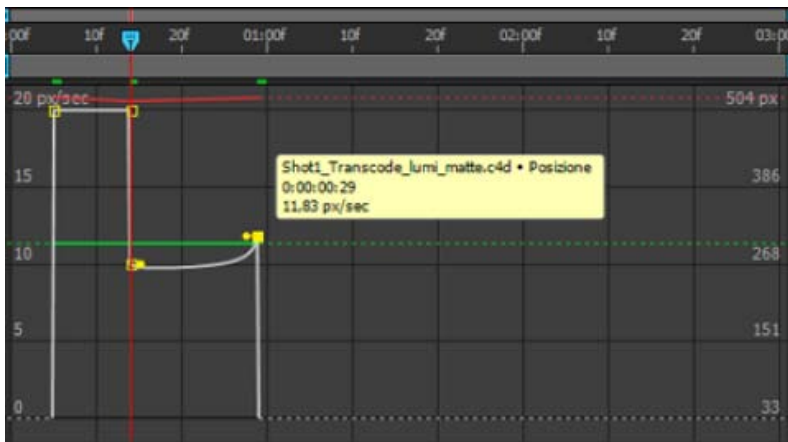 :00f 10f 20f 01:00f 10f 20f 02:00f 10f 20f 03:0
20 px/sec 504 px
Shot1_Transcode_lumi_matte.c4d • Posizione
15 386
0:00:00:29
11,83 px/sec
10 268
5 151
0 33